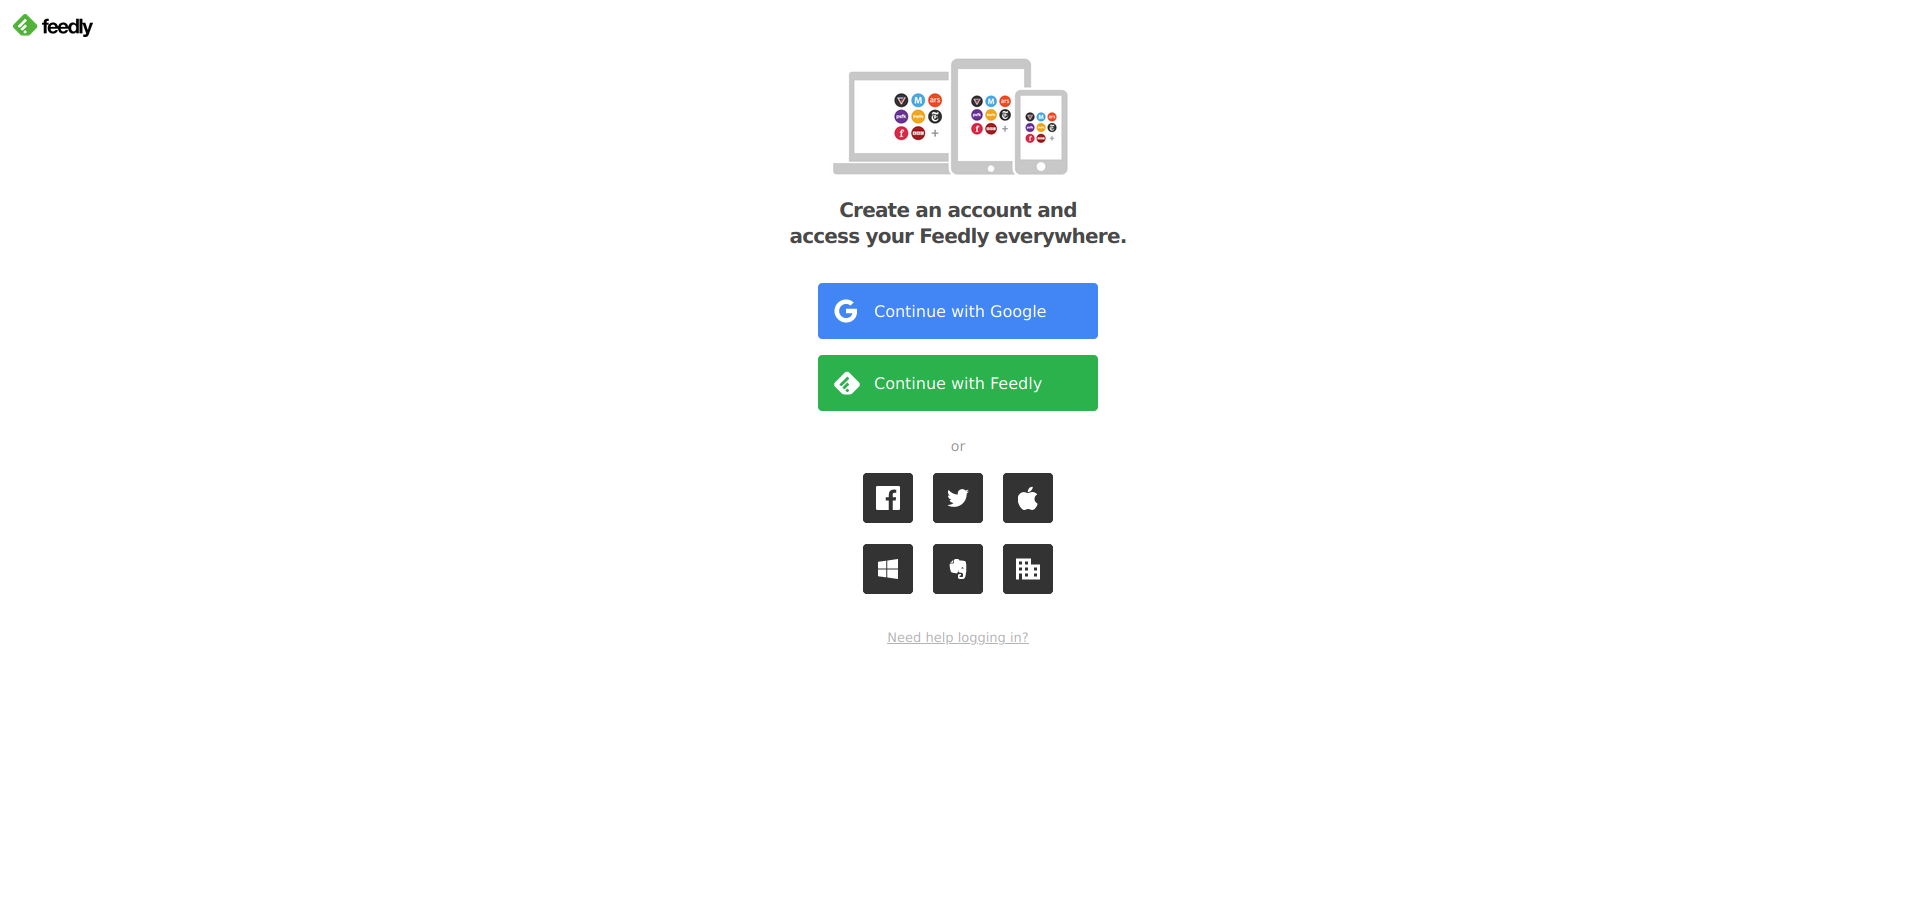 feedly
Create an account and
access your Feedly everywhere.
Continue with Google
Continue with Feedly
or
Need help logging in?